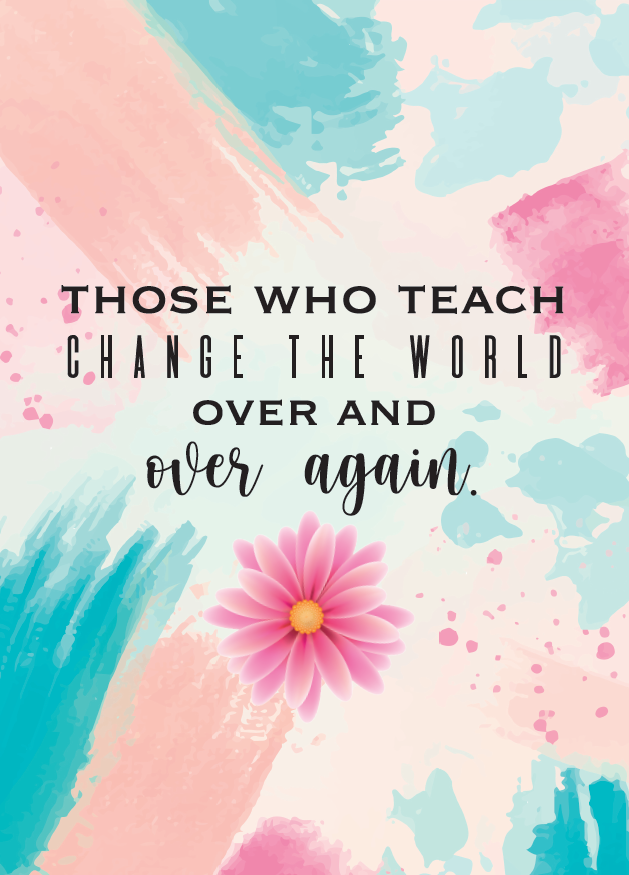 THOSE WHO TEACH
CHANGE THE WORLD
OVER AND
over again.